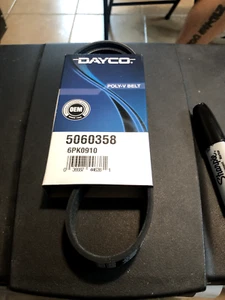 DAYCO
POLY-V BELT
OEM
5060358
6PK0910
Sharpie